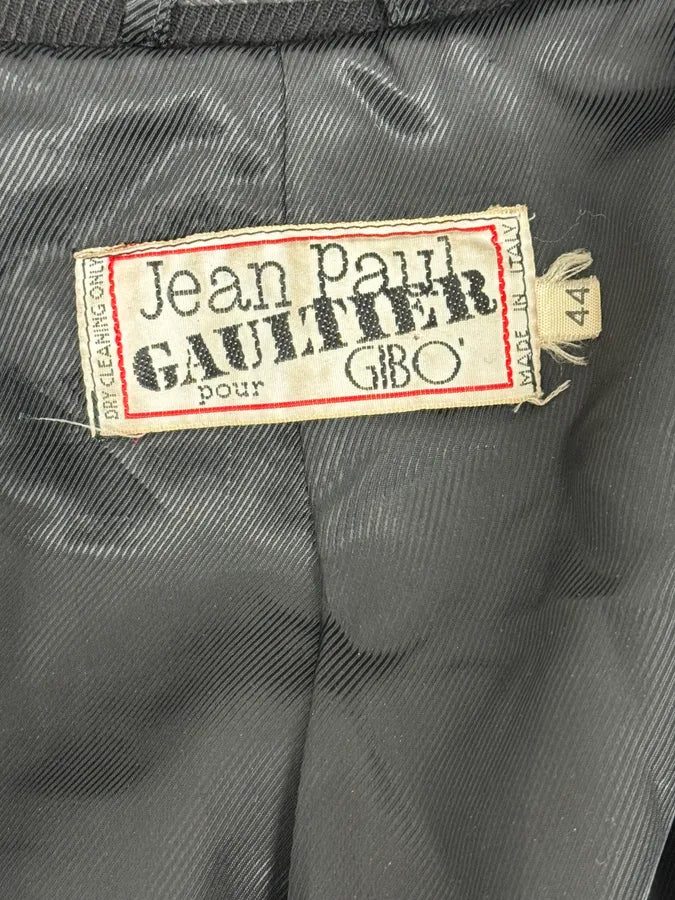 DRY CLEANING ONLY
Jean Paul
GAULTIER
pour GIBO'
MADE IN ITALY
44